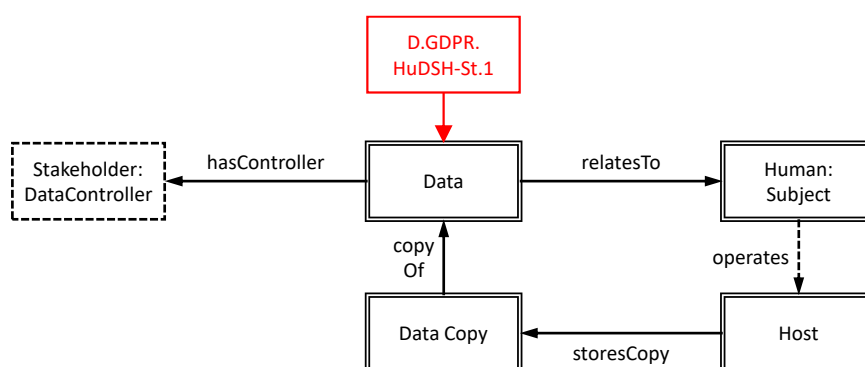 D.GDPR.
HuDSH-St.1
Stakeholder:
DataController
hasController
Data
relatesTo
Human:
Subject
copy
Of
operates
Data Copy
storesCopy
Host